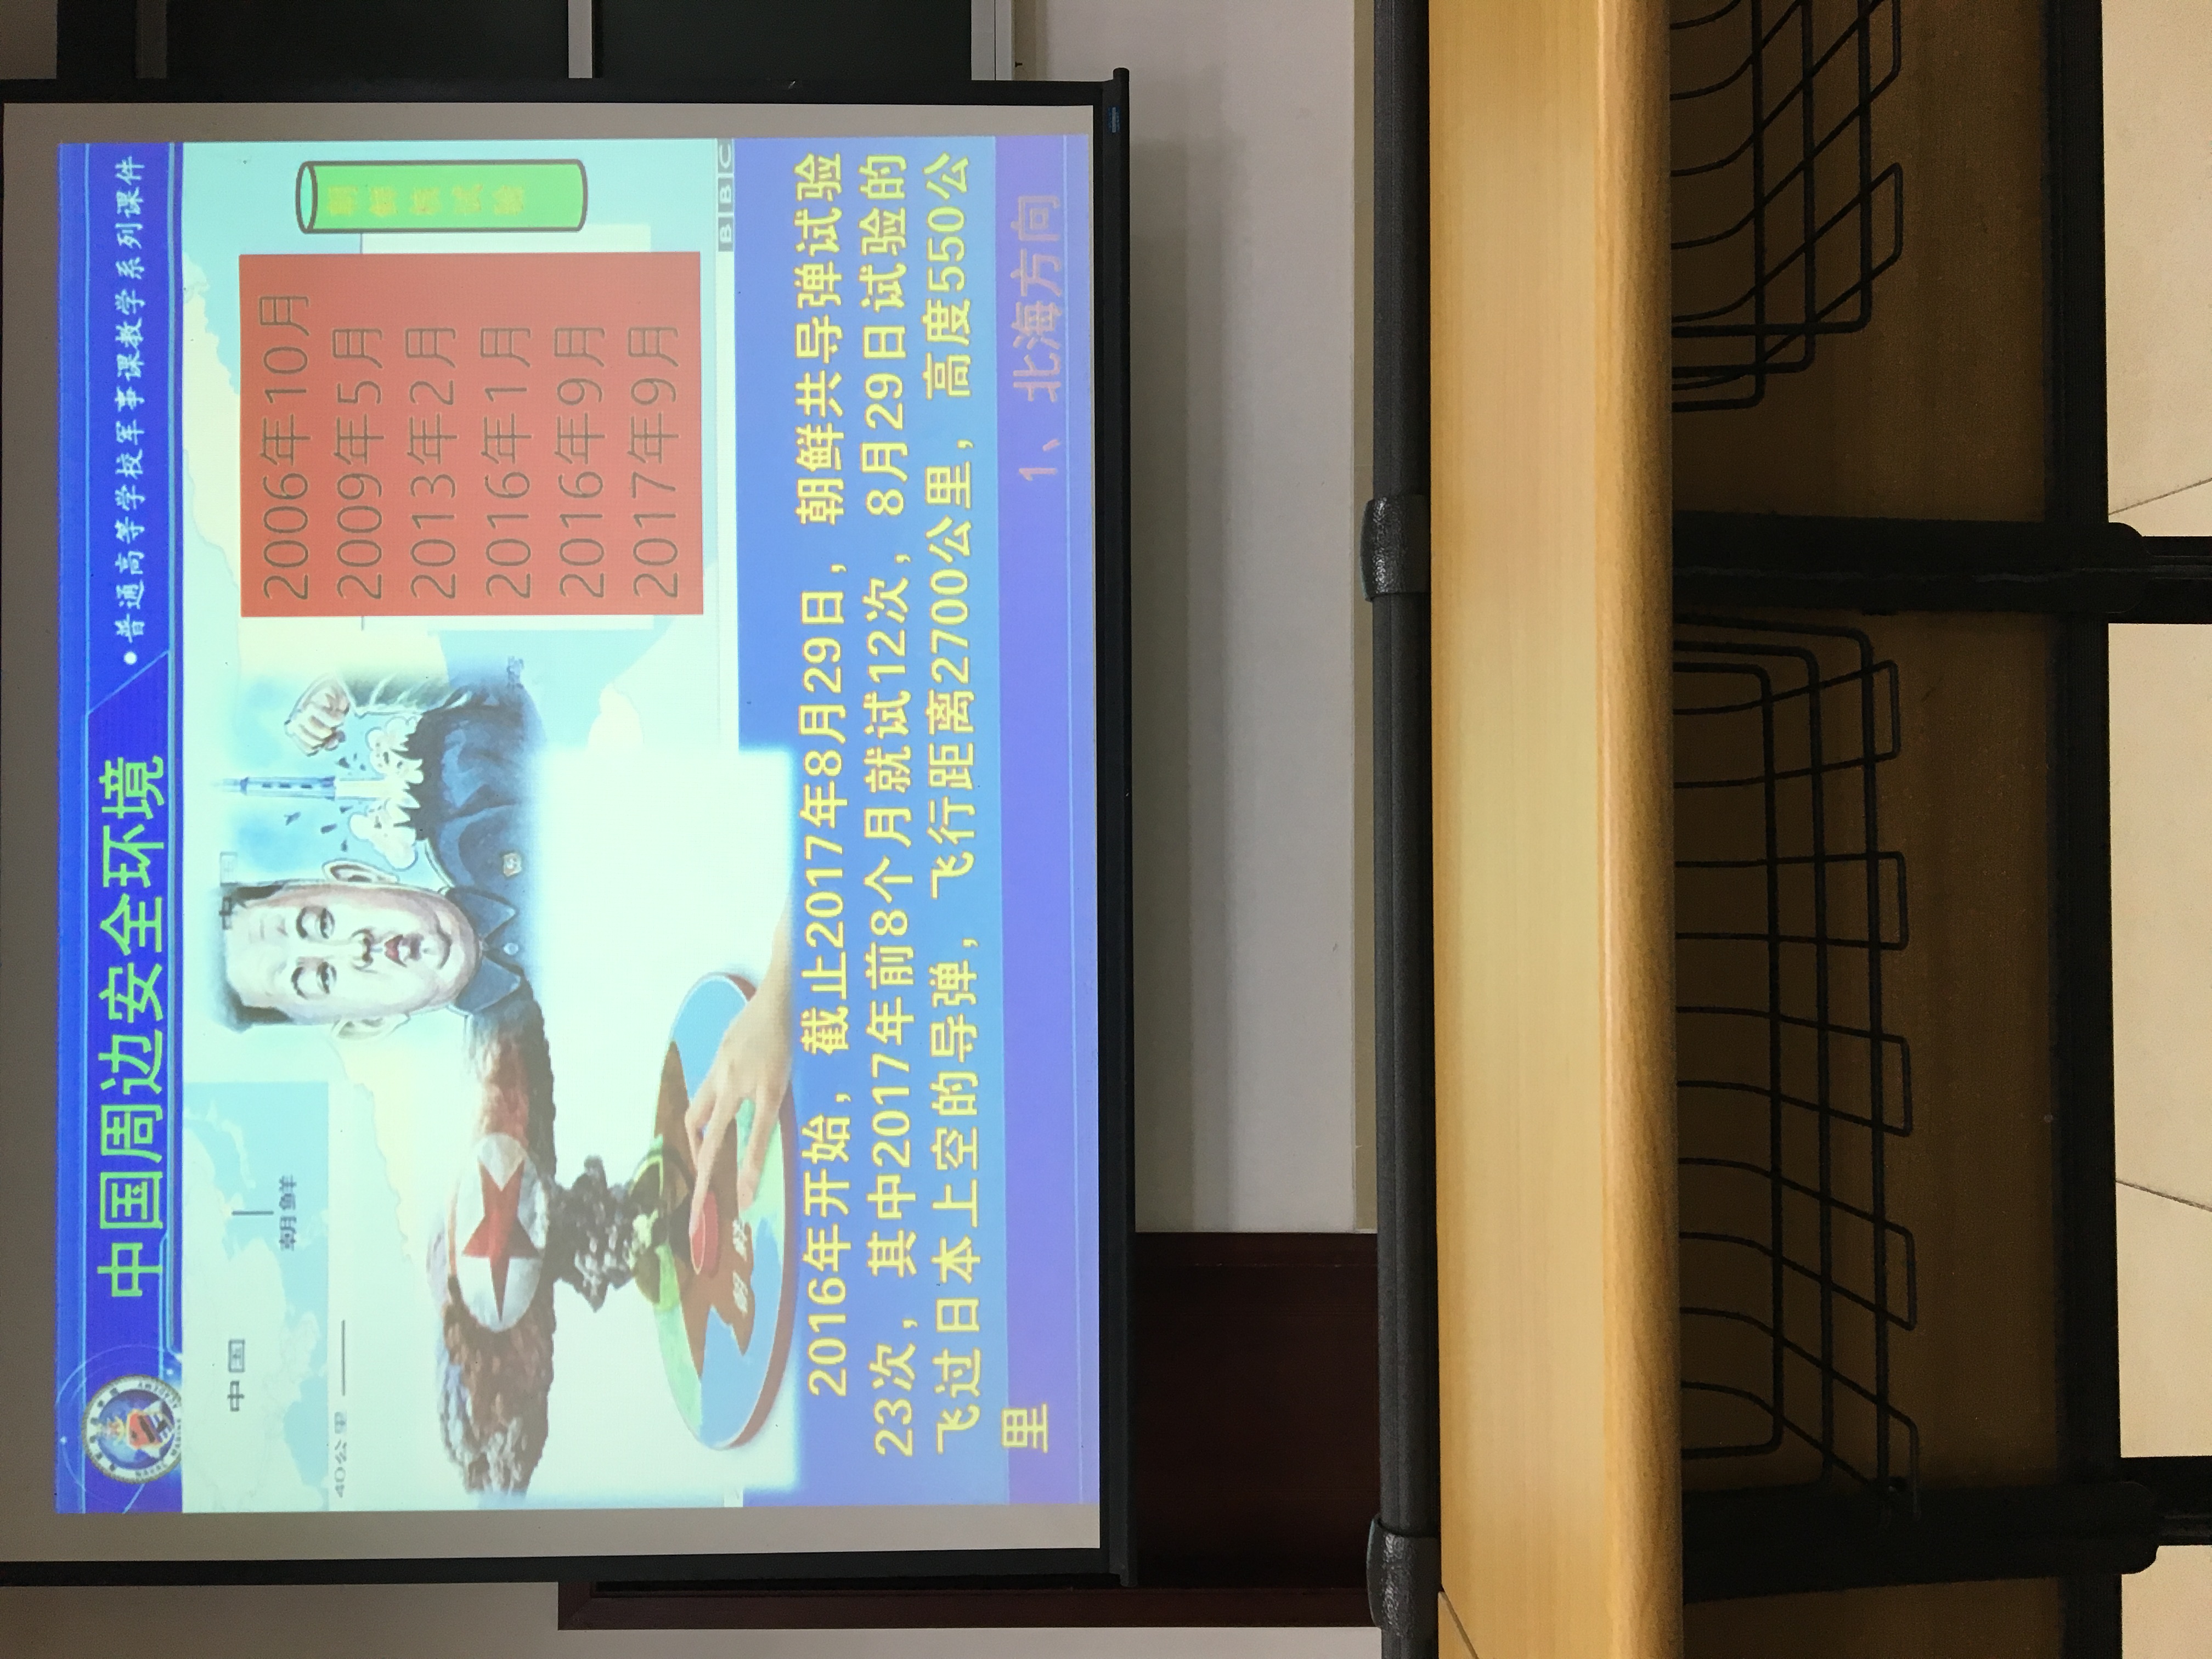 中国周边安全环境
•普通高等学校军事课教学系列课件
中国
朝鲜
40公里
中国
2006年10月
2009年5月
2013年2月
2016年1月
2016年9月
2017年9月
朝鲜核试验
朝鲜
BBC
2016年开始，截止2017年8月29日，朝鲜共导弹试验
23次，其中2017年前8个月就试12次，8月29日试验的
飞过日本上空的导弹，飞行距离2700公里，高度550公
里
1、北海方向